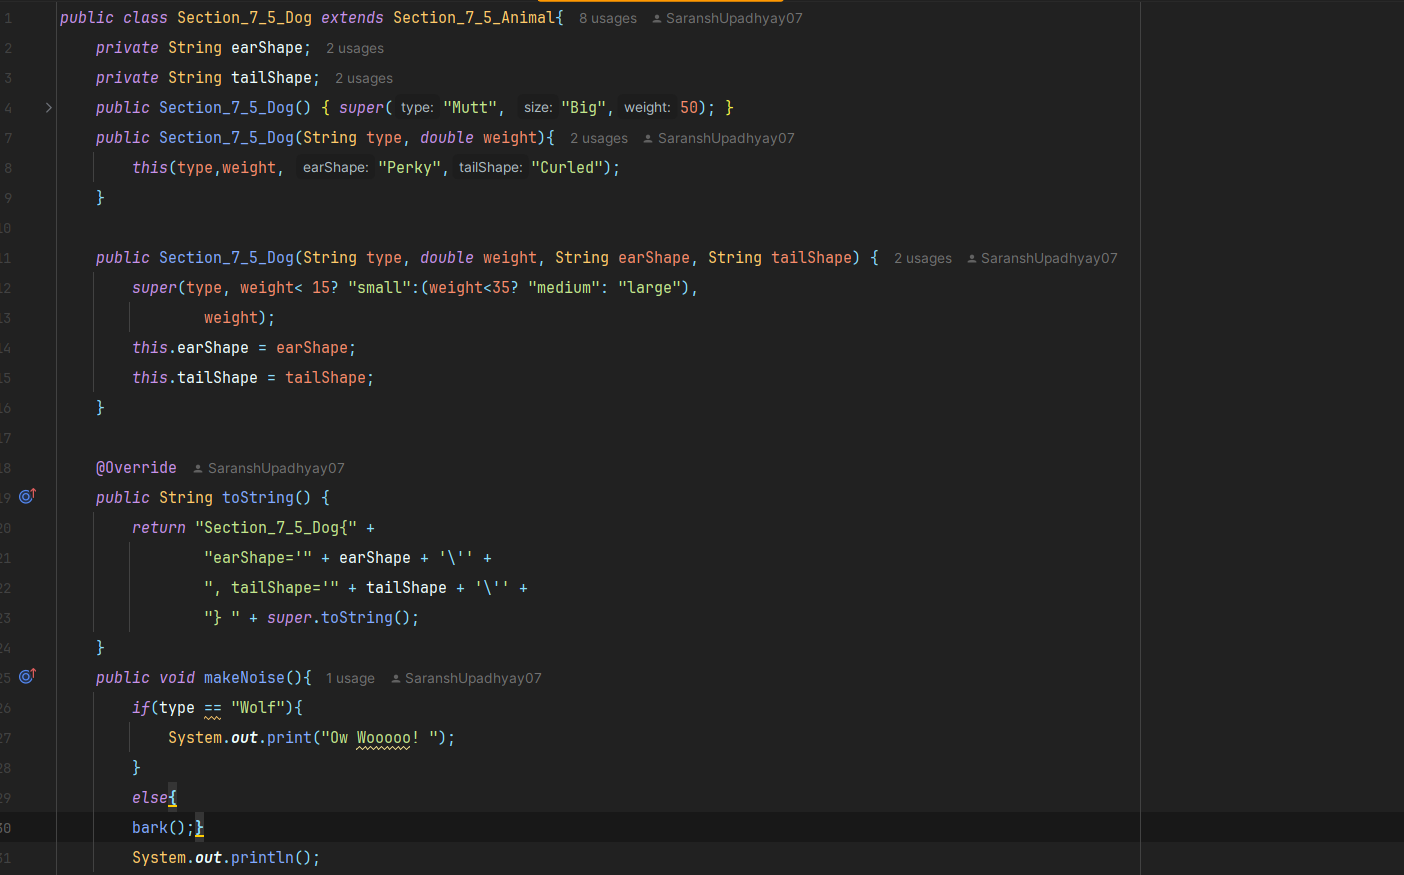 1 public class Section_7_5_Dog extends Section_7_5_Animal{ 8 usages SaranshUpadhyay07
2 private String earShape; 2 usages
3 private String tailShape; 2 usages
4 public Section_7_5_Dog() { super( type: "Mutt", size: "Big", weight: 50); }
7 public Section_7_5_Dog(String type, double weight){ 2 usages SaranshUpadhyay07
8 this(type,weight, earShape: "Perky", tailShape: "Curled");
9 }
10
11 public Section_7_5_Dog(String type, double weight, String earShape, String tailShape) { 2 usages SaranshUpadhyay07
12 super(type, weight< 15? "small":(weight<35? "medium": "large"),
13 weight);
14 this.earShape = earShape;
15 this.tailShape = tailShape;
16 }
17
18 @Override SaranshUpadhyay07
19 public String toString() {
20 return "Section_7_5_Dog{" +
21 "earShape='" + earShape + '\'' +
22 ", tailShape='" + tailShape + '\'' +
23 "} " + super.toString();
24 }
25 public void makeNoise(){ 1 usage SaranshUpadhyay07
26 if(type == "Wolf"){
27 System.out.print("Ow Wooooo! ");
28 }
29 else{
30 bark();}
31 System.out.println();